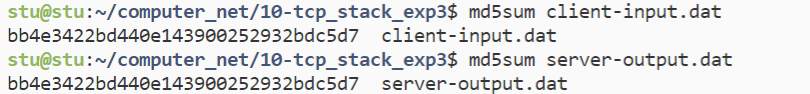 stu@stu:~/computer_net/10-tcp_stack_exp3$ md5sum client-input.dat
bb4e3422bd440e143900252932bdc5d7  client-input.dat
stu@stu:~/computer_net/10-tcp_stack_exp3$ md5sum server-output.dat
bb4e3422bd440e143900252932bdc5d7  server-output.dat